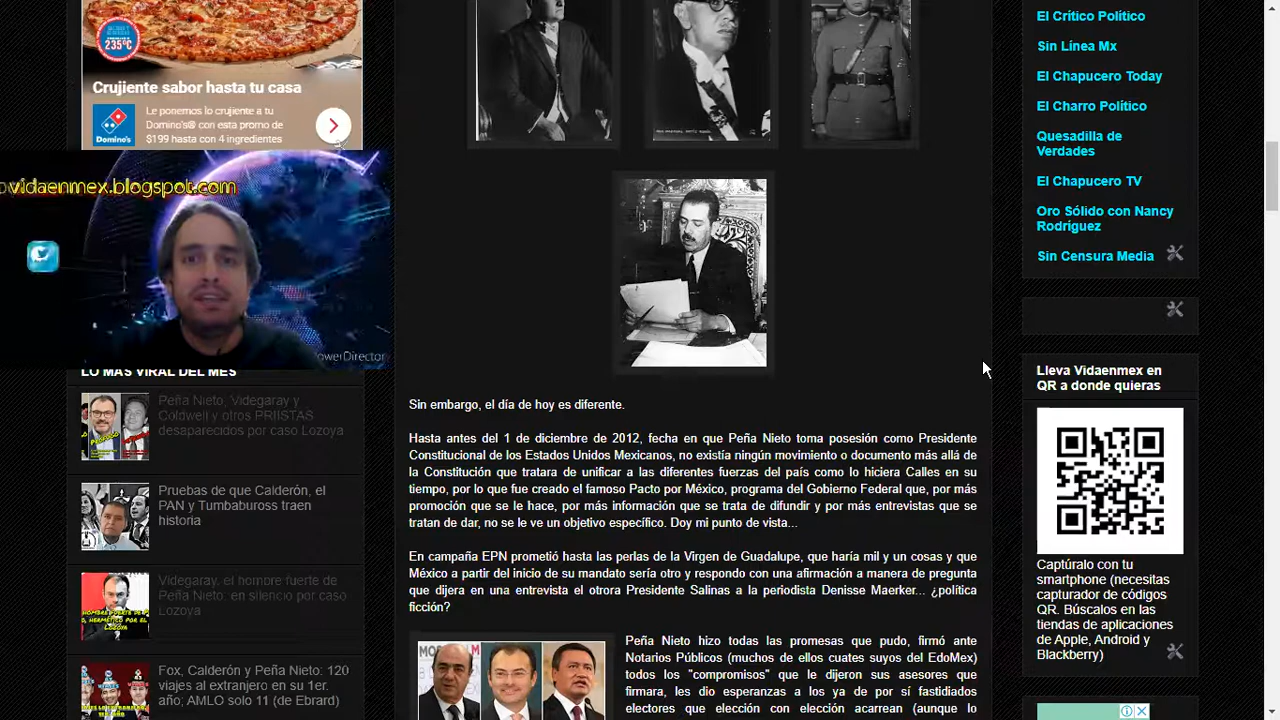 235ºC
Crujiente sabor hasta tu casa
Le ponemos lo crujiente a tu
Domino's® con esta promo de
$199 hasta con 4 ingredientes
Domino's
vidaenmex.blogspot.com
PowerDirector
LO MÁS VIRAL DEL MES
Peña Nieto, Videgaray y
Coldwell y otros PRIISTAS
desaparecidos por caso Lozoya
Pruebas de que Calderón, el
PAN y Tumbabuross traen
historia
Videgaray, el hombre fuerte de
Peña Nieto en silencio por caso
Lozoya
Fox, Calderón y Peña Nieto: 120
viajes al extranjero en su 1er.
año; AMLO solo 11 (de Ebrard)
Sin embargo, el día de hoy es diferente.
Hasta antes del 1 de diciembre de 2012, fecha en que Peña Nieto tomó posesión como Presidente
Constitucional de los Estados Unidos Mexicanos, no existía ningún movimiento o documento más allá de
la Constitución que tratara de unificar a las diferentes fuerzas del país como lo hiciera Calles en su
tiempo, por lo que fue creado el famoso Pacto por México, programa del Gobierno Federal que, por más
promoción que se le haga, por más información que se trata de difundir y por más entrevistas que se
tratan de dar, no se le ve un objetivo específico. Doy mi punto de vista...
En campaña EPN prometió hasta las perlas de la Virgen de Guadalupe, que haría mil y un cosas y que
México a partir del inicio de su mandato sería otro y respondo con una afirmación a manera de pregunta
que dijera en una entrevista el otrora Presidente Salinas a la periodista Denisse Maerker... ¿política
ficción?
Peña Nieto hizo todas las promesas que pudo, firmó ante
Notarios Públicos (muchos de ellos cuates suyos del EdoMex)
todos los "compromisos" que le dijeron sus asesores que
firmara, les dio esperanzas a los ya de por sí fastidiados
electores que elección con elección acarrean (aunque lo
El Crítico Político
Sin Línea Mx
El Chapucero Today
El Charro Político
Quesadilla de
Verdades
El Chapucero TV
Oro Sólido con Nancy
Rodríguez
Sin Censura Media
Lleva Vidaenmex en
QR a donde quieras
Captúralo con tu
smartphone (necesitas
capturador de códigos
QR. Búscalos en las
tiendas de aplicaciones
de Apple, Android y
Blackberry)